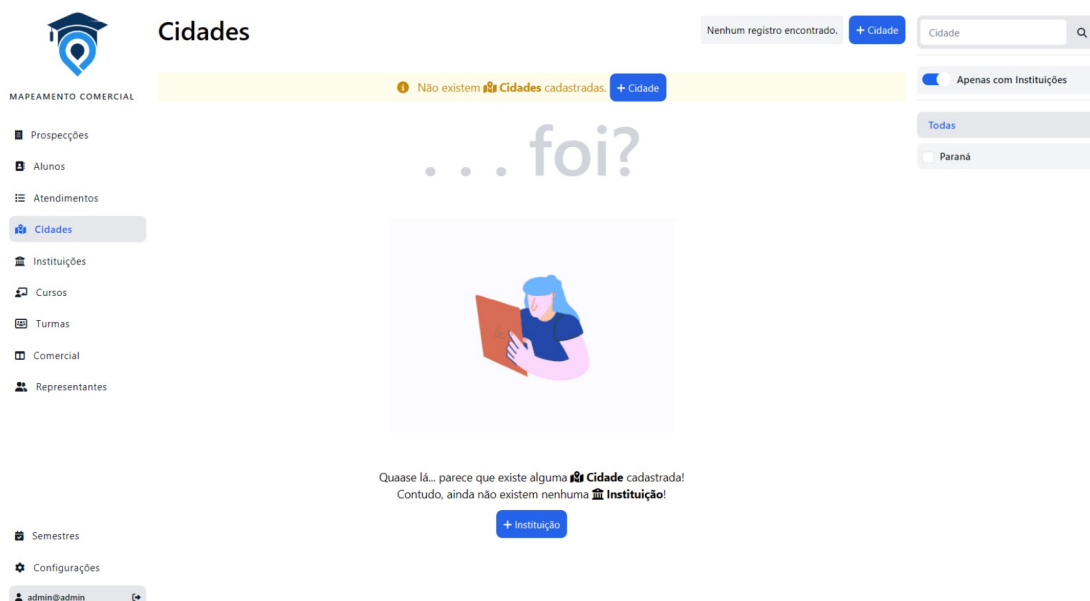 Cidades
Nenhum registro encontrado.
+ Cidade
Cidade
MAPEAMENTO COMERCIAL
Não existem Cidades cadastradas.
+ Cidade
Apenas com Instituições
. . . foi?
Todas
Paraná
Prospecções
Alunos
Atendimentos
Cidades
Instituições
Cursos
Turmas
Comercial
Representantes
Quaase lá... parece que existe alguma Cidade cadastrada!
Contudo, ainda não existem nenhuma Instituição!
+ Instituição
Semestres
Configurações
admin@admin